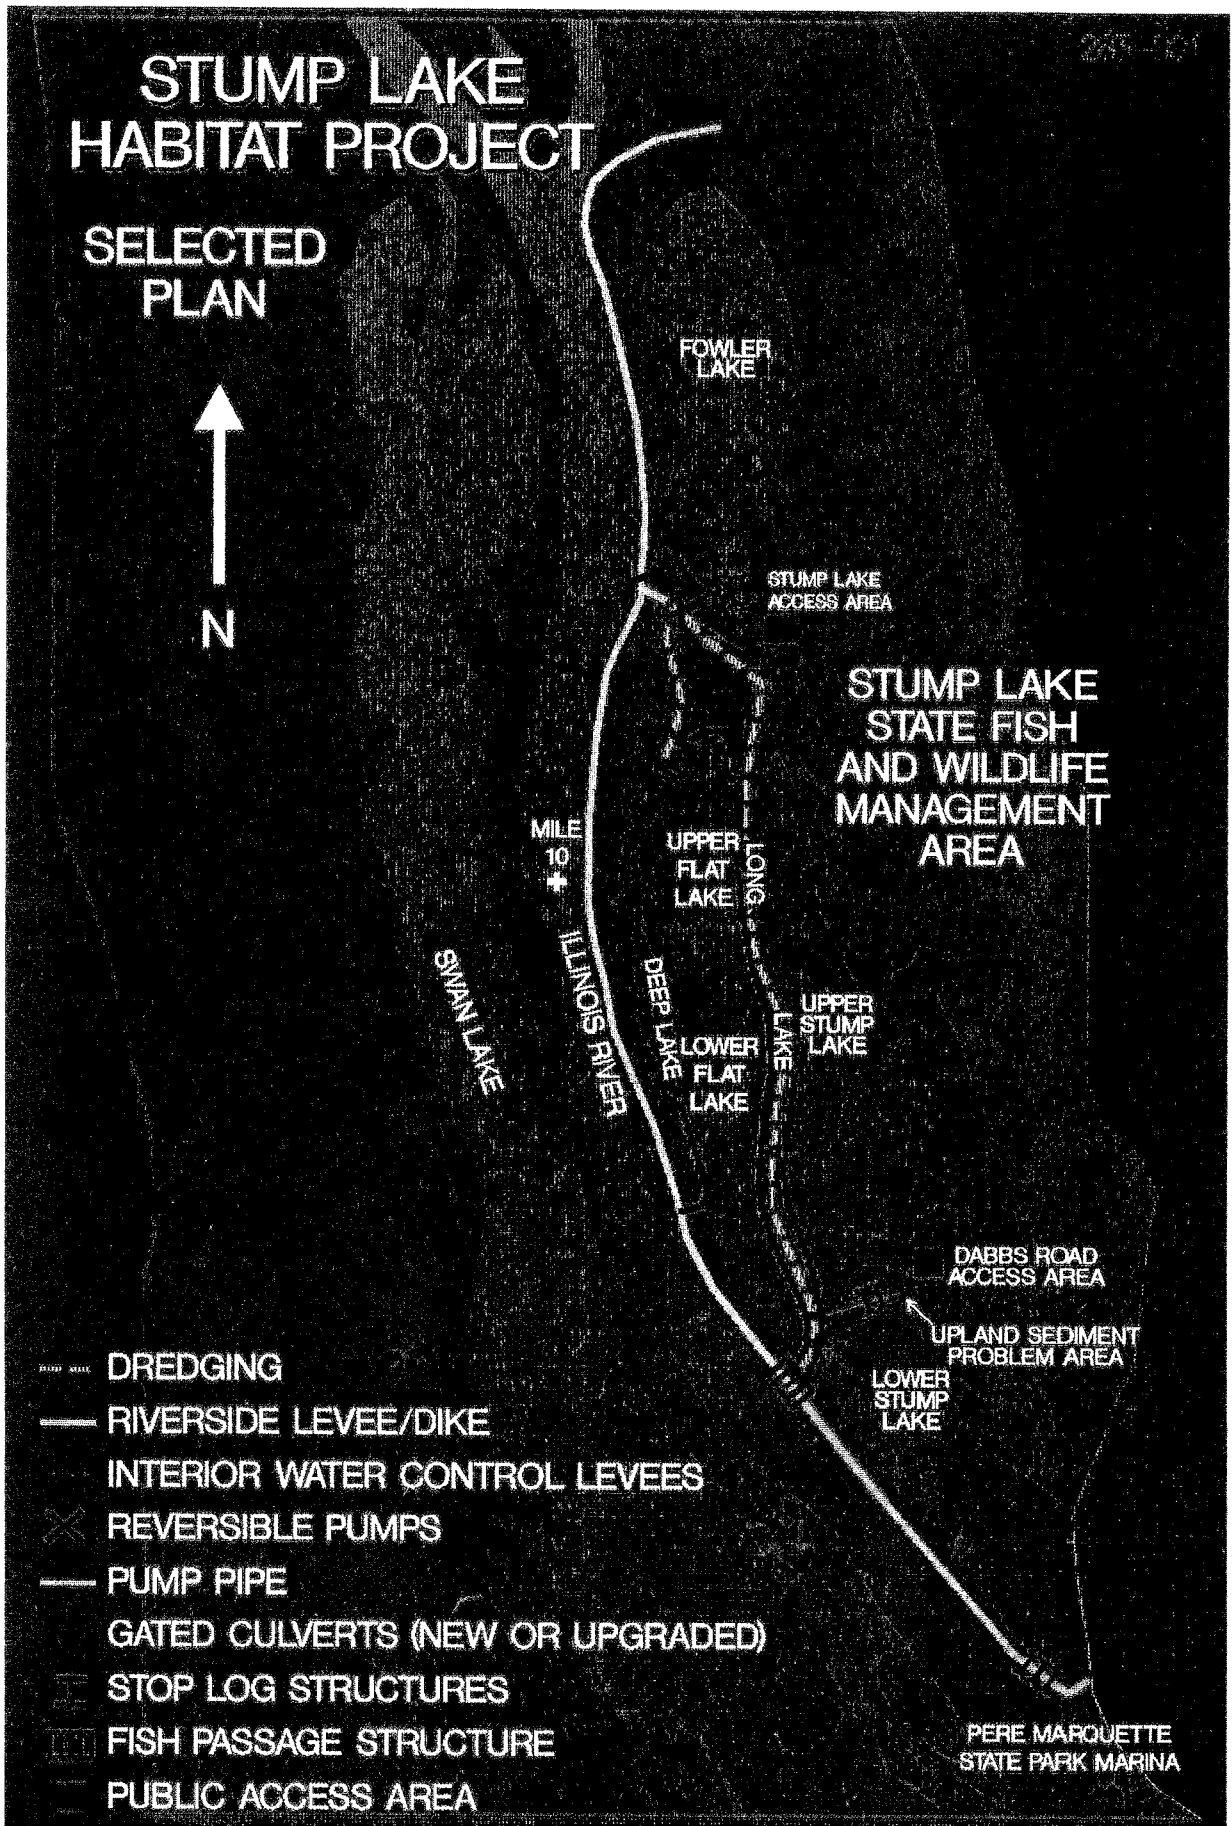 STUMP LAKE
HABITAT PROJECT
SELECTED
PLAN
N
FOWLER
LAKE
STUMP LAKE
ACCESS AREA
STUMP LAKE
STATE FISH
AND WILDLIFE
MANAGEMENT
AREA
MILE
10
UPPER
FLAT
LAKE
LONG
LAKE
SWAN LAKE
ILLINOIS RIVER
DEEP LAKE
LOWER
FLAT
LAKE
UPPER
STUMP
LAKE
DABBS ROAD
ACCESS AREA
UPLAND SEDIMENT
PROBLEM AREA
LOWER
STUMP
LAKE
DREDGING
RIVERSIDE LEVEE/DIKE
INTERIOR WATER CONTROL LEVEES
REVERSIBLE PUMPS
PUMP PIPE
GATED CULVERTS (NEW OR UPGRADED)
STOP LOG STRUCTURES
FISH PASSAGE STRUCTURE
PUBLIC ACCESS AREA
PERE MARQUETTE
STATE PARK MARINA